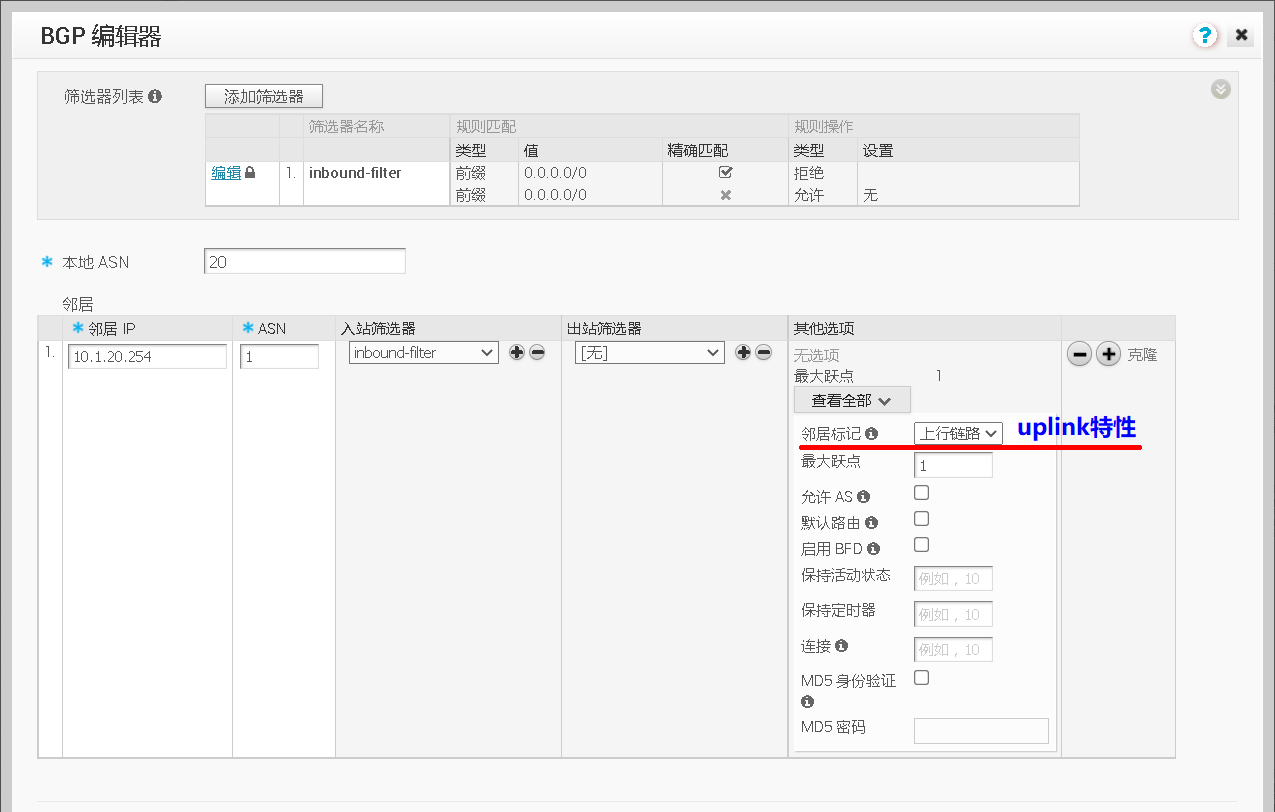 BGP 编辑器
?
筛选器列表
添加筛选器
筛选器名称 规则匹配 规则操作
类型 值 精确匹配 类型 设置
编辑 1. inbound-filter 前缀 0.0.0.0/0 拒绝
前缀 0.0.0.0/0 允许 无
* 本地 ASN 20
邻居
* 邻居 IP * ASN 入站筛选器 出站筛选器 其他选项
1. 10.1.20.254 1 inbound-filter [无] 无选项 克隆
最大跃点 1
查看全部
邻居标记 上行链路 uplink特性
最大跃点 1
允许 AS
默认路由
启用 BFD
保持活动状态 例如，10
保持定时器 例如，10
连接 例如，10
MD5 身份验证
MD5 密码